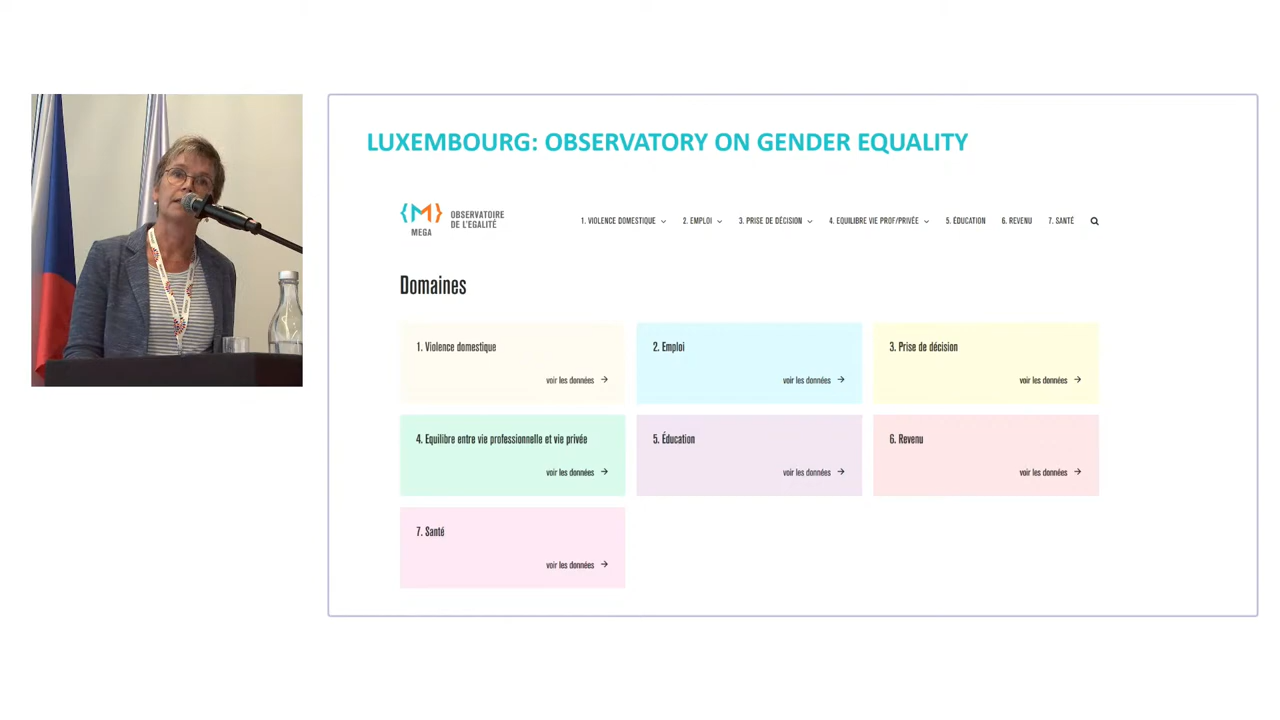 LUXEMBOURG: OBSERVATORY ON GENDER EQUALITY
{M}
MEGA
OBSERVATOIRE
DE L'EGALITÉ
1. VIOLENCE DOMESTIQUE
2. EMPLOI
3. PRISE DE DÉCISION
4. EQUILIBRE VIE PROF/PRIVÉE
5. ÉDUCATION
6. REVENU
7. SANTÉ
Domaines
1. Violence domestique
voir les données →
2. Emploi
voir les données →
3. Prise de décision
voir les données →
4. Equilibre entre vie professionnelle et vie privée
voir les données →
5. Éducation
voir les données →
6. Revenu
voir les données →
7. Santé
voir les données →